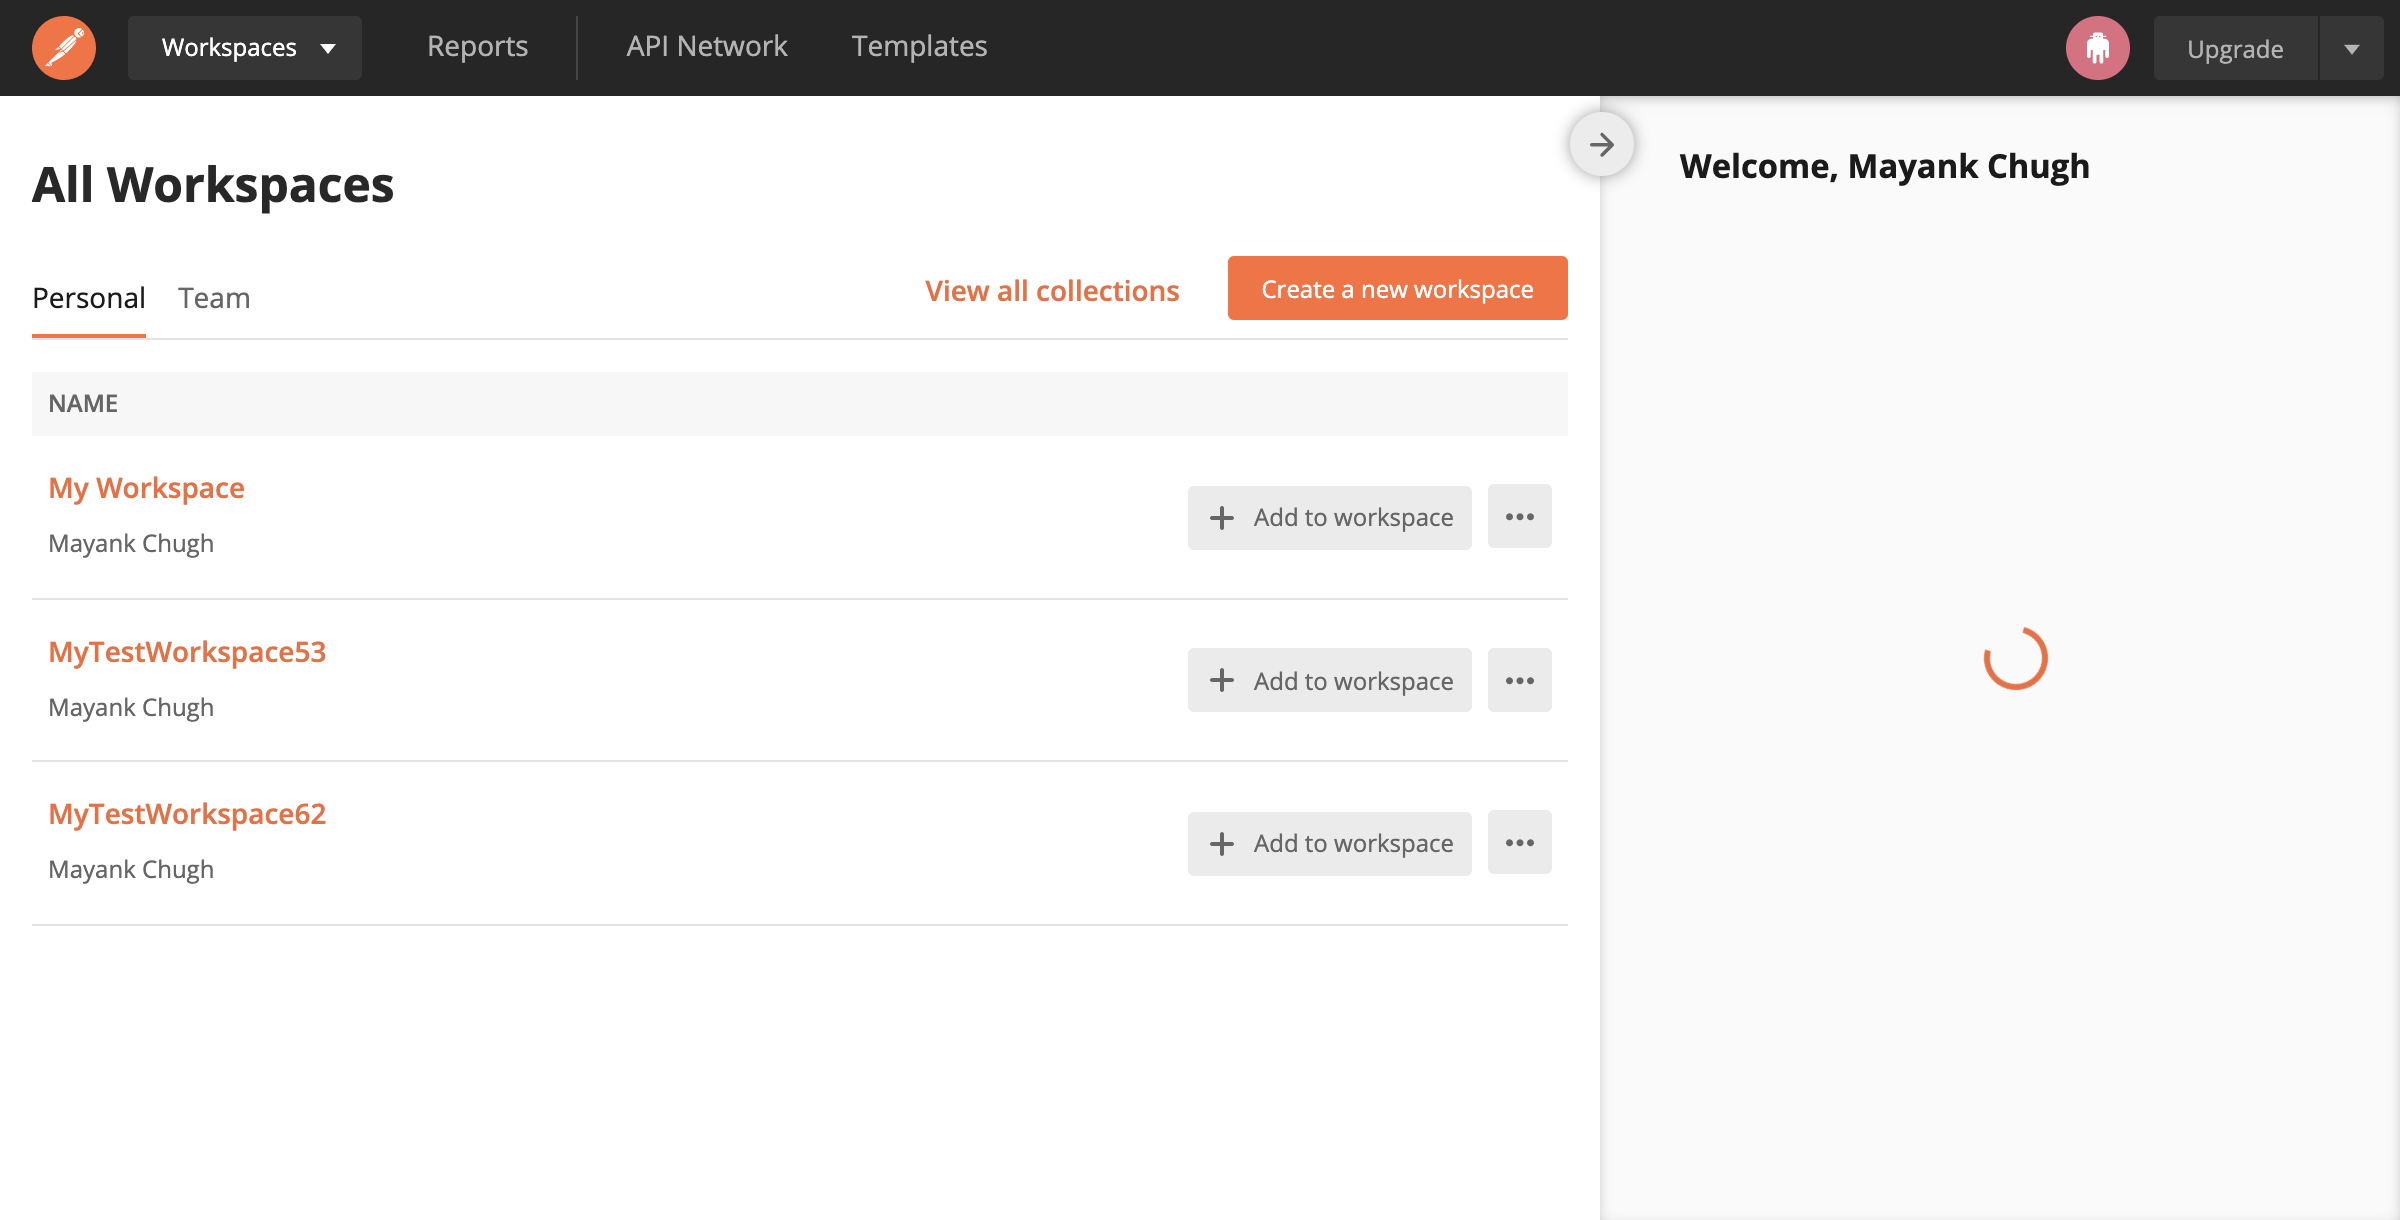 Workspaces Reports API Network Templates Upgrade
All Workspaces
Welcome, Mayank Chugh
Personal Team View all collections Create a new workspace
NAME
My Workspace
Mayank Chugh
Add to workspace
MyTestWorkspace53
Mayank Chugh
Add to workspace
MyTestWorkspace62
Mayank Chugh
Add to workspace